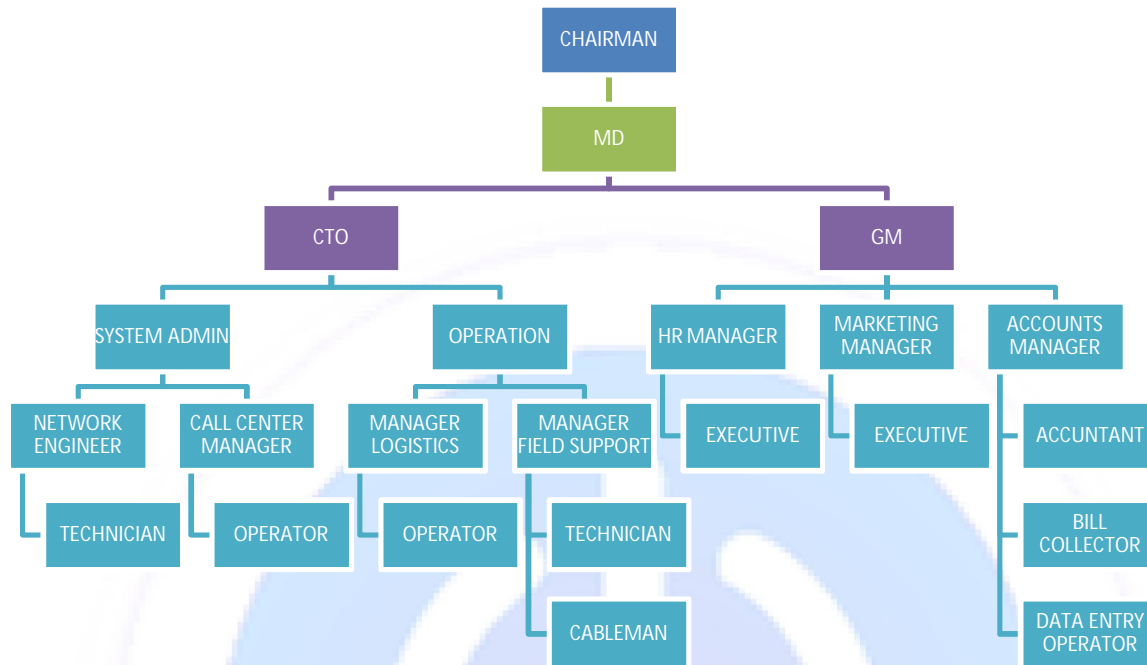 CHAIRMAN
MD
CTO
GM
SYSTEM ADMIN
OPERATION
HR MANAGER
MARKETING
MANAGER
ACCOUNTS
MANAGER
NETWORK
ENGINEER
CALL CENTER
MANAGER
MANAGER
LOGISTICS
MANAGER
FIELD SUPPORT
EXECUTIVE
EXECUTIVE
ACCUNTANT
TECHNICIAN
OPERATOR
OPERATOR
TECHNICIAN
BILL
COLLECTOR
CABLEMAN
DATA ENTRY
OPERATOR